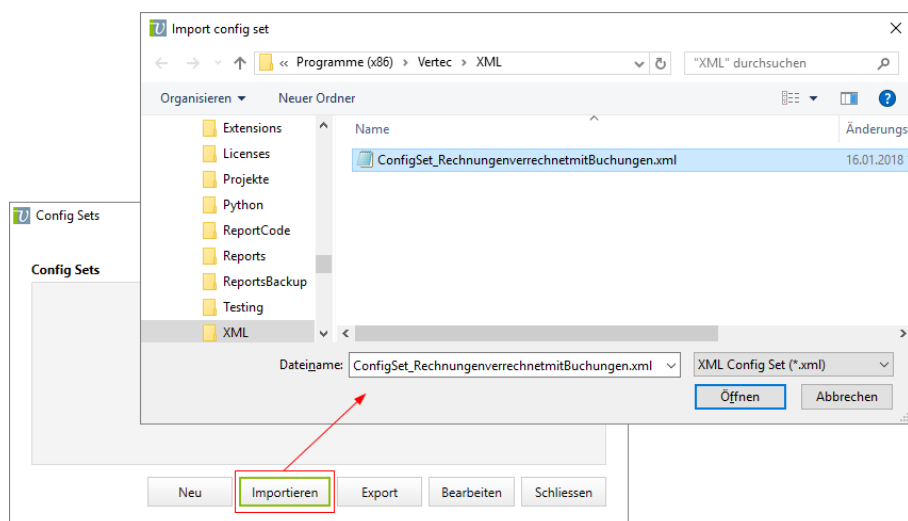 Import config set
« Programme (x86) > Vertec > XML
"XML" durchsuchen
Organisieren
Neuer Ordner
Extensions
Licenses
Projekte
Python
ReportCode
Reports
ReportsBackup
Testing
XML
Name
Änderungs
ConfigSet_RechnungenverrechnetmitBuchungen.xml
16.01.2018
Dateiname:
ConfigSet_RechnungenverrechnetmitBuchungen.xml
XML Config Set (*.xml)
Öffnen
Abbrechen
Config Sets
Config Sets
Neu
Importieren
Export
Bearbeiten
Schliessen